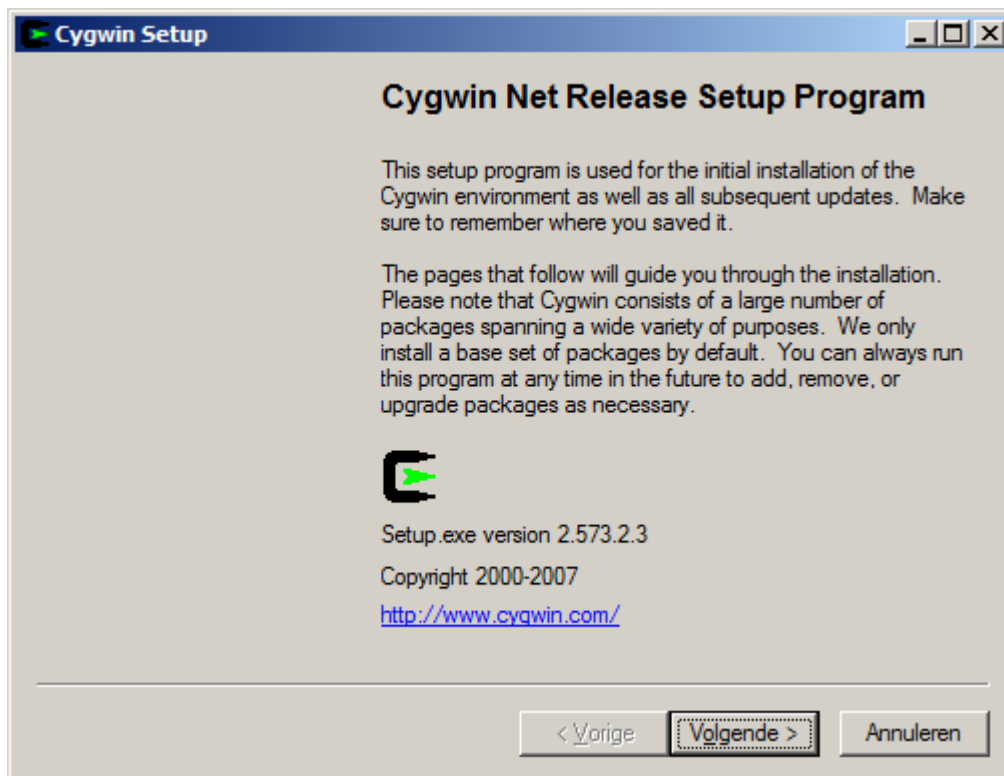 Cygwin Setup
Cygwin Net Release Setup Program
This setup program is used for the initial installation of the
Cygwin environment as well as all subsequent updates.  Make
sure to remember where you saved it.
The pages that follow will guide you through the installation.
Please note that Cygwin consists of a large number of
packages spanning a wide variety of purposes.  We only
install a base set of packages by default.  You can always run
this program at any time in the future to add, remove, or
upgrade packages as necessary.
Setup.exe version 2.573.2.3
Copyright 2000-2007
http://www.cygwin.com/
< Vorige
Volgende >
Annuleren